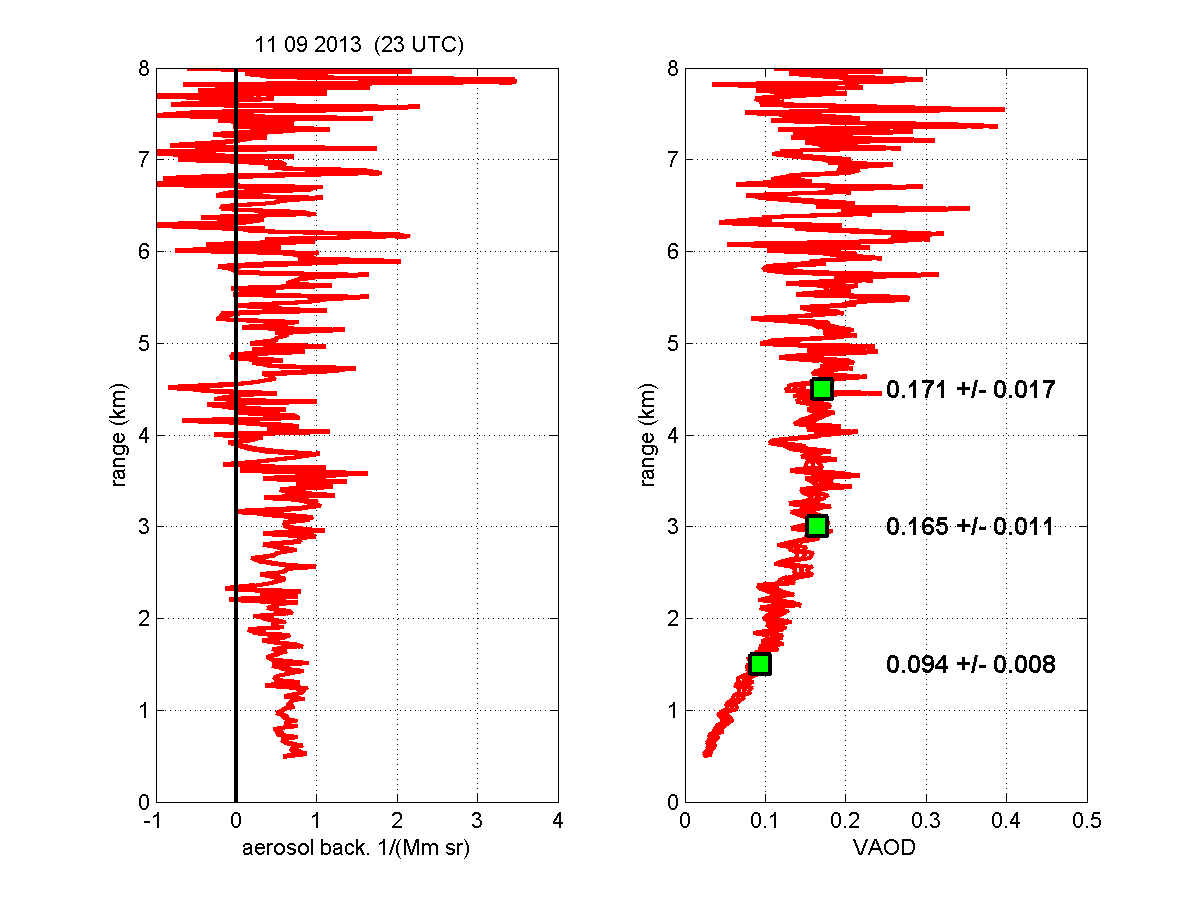 11 09 2013  (23 UTC)
8
7
6
5
4
3
2
1
0
range (km)
-1 0 1 2 3 4
aerosol back. 1/(Mm sr)
8
7
6
5
4
3
2
1
0
range (km)
0.171 +/- 0.017
0.165 +/- 0.011
0.094 +/- 0.008
0 0.1 0.2 0.3 0.4 0.5
VAOD